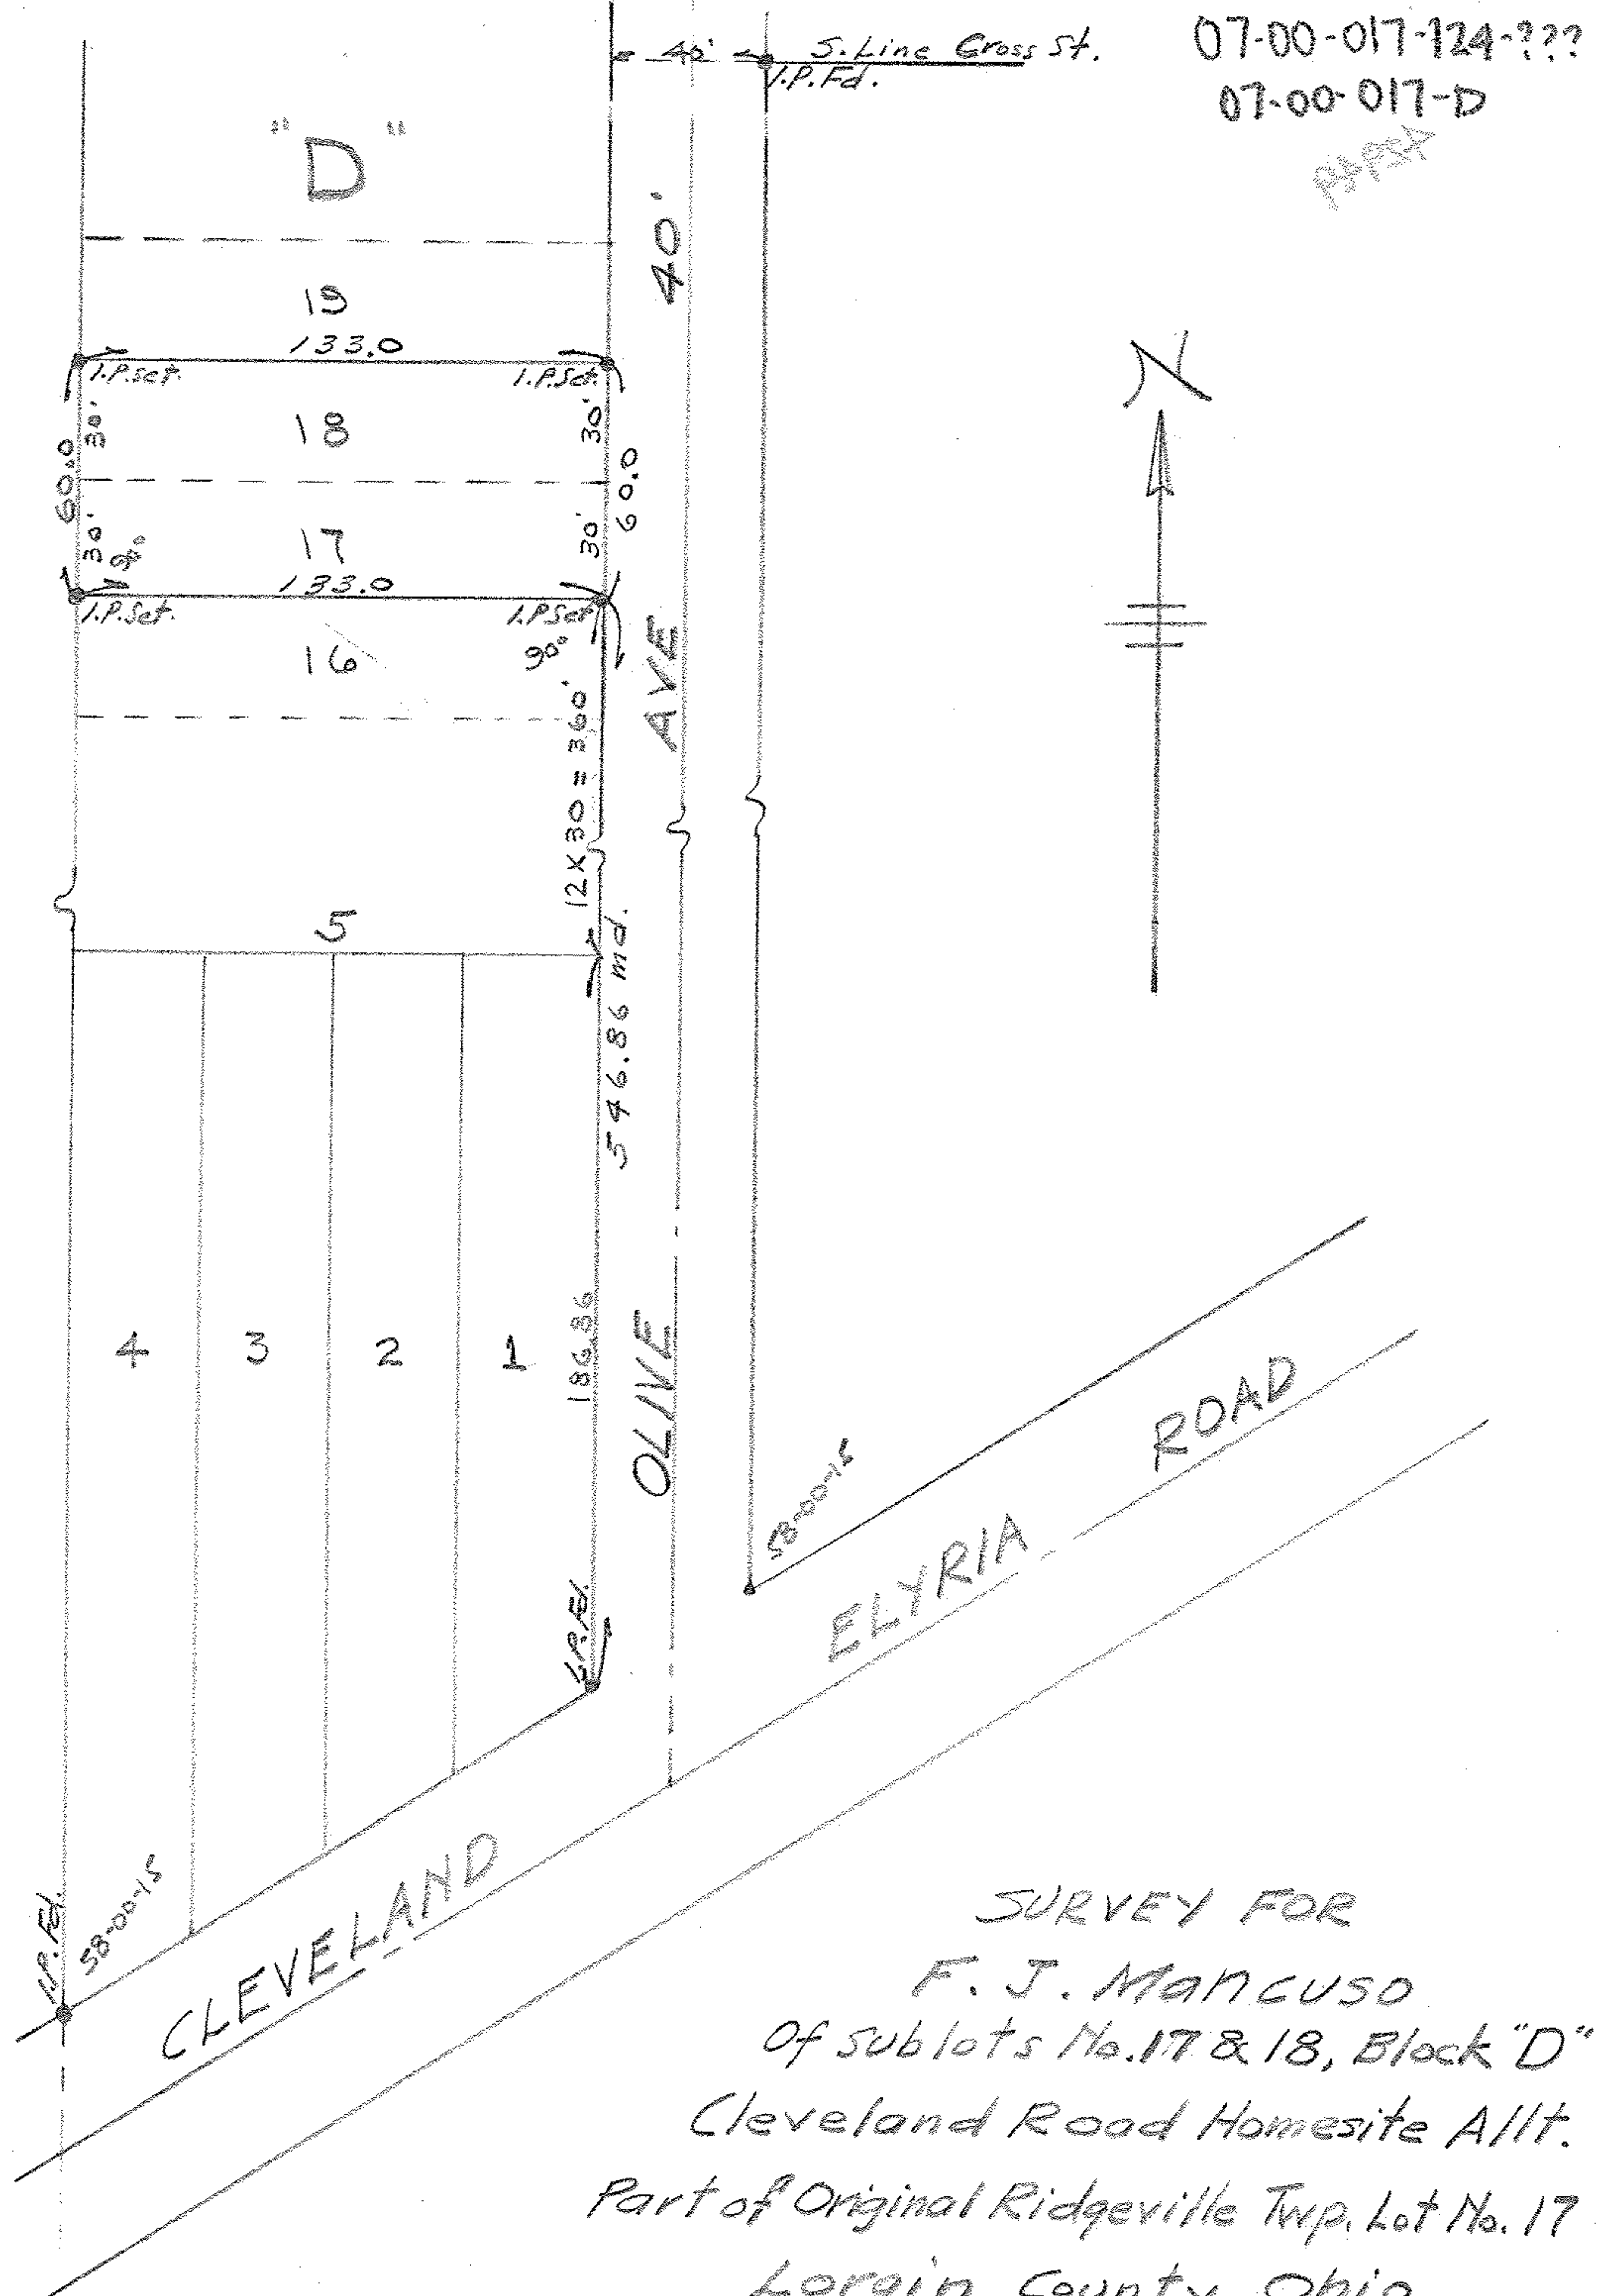 07-00-017-124-???
07-00-017-D
40'
S. Line Cross St.
I.P.Fd.
"D"
40'
19
133.0
I.P.set.
I.P.Set.
30'
18
30'
60.0
60.0
30'
90°
17
30'
133.0
I.P.Set.
I.P.Set
16
90°
N
AVE
12 X 30 = 360'
5
546.86 md.
4
3
2
1
186.86
OLIVE
58-00-15
ROAD
ELYRIA
I.P.Fd.
I.P.Fd.
58-00-15
CLEVELAND
SURVEY FOR
F. J. Mancuso
Of sublots No. 17 & 18, Block "D"
Cleveland Road Homesite Allt.
Part of Original Ridgeville Twp. Lot No. 17
Lorain County, Ohio